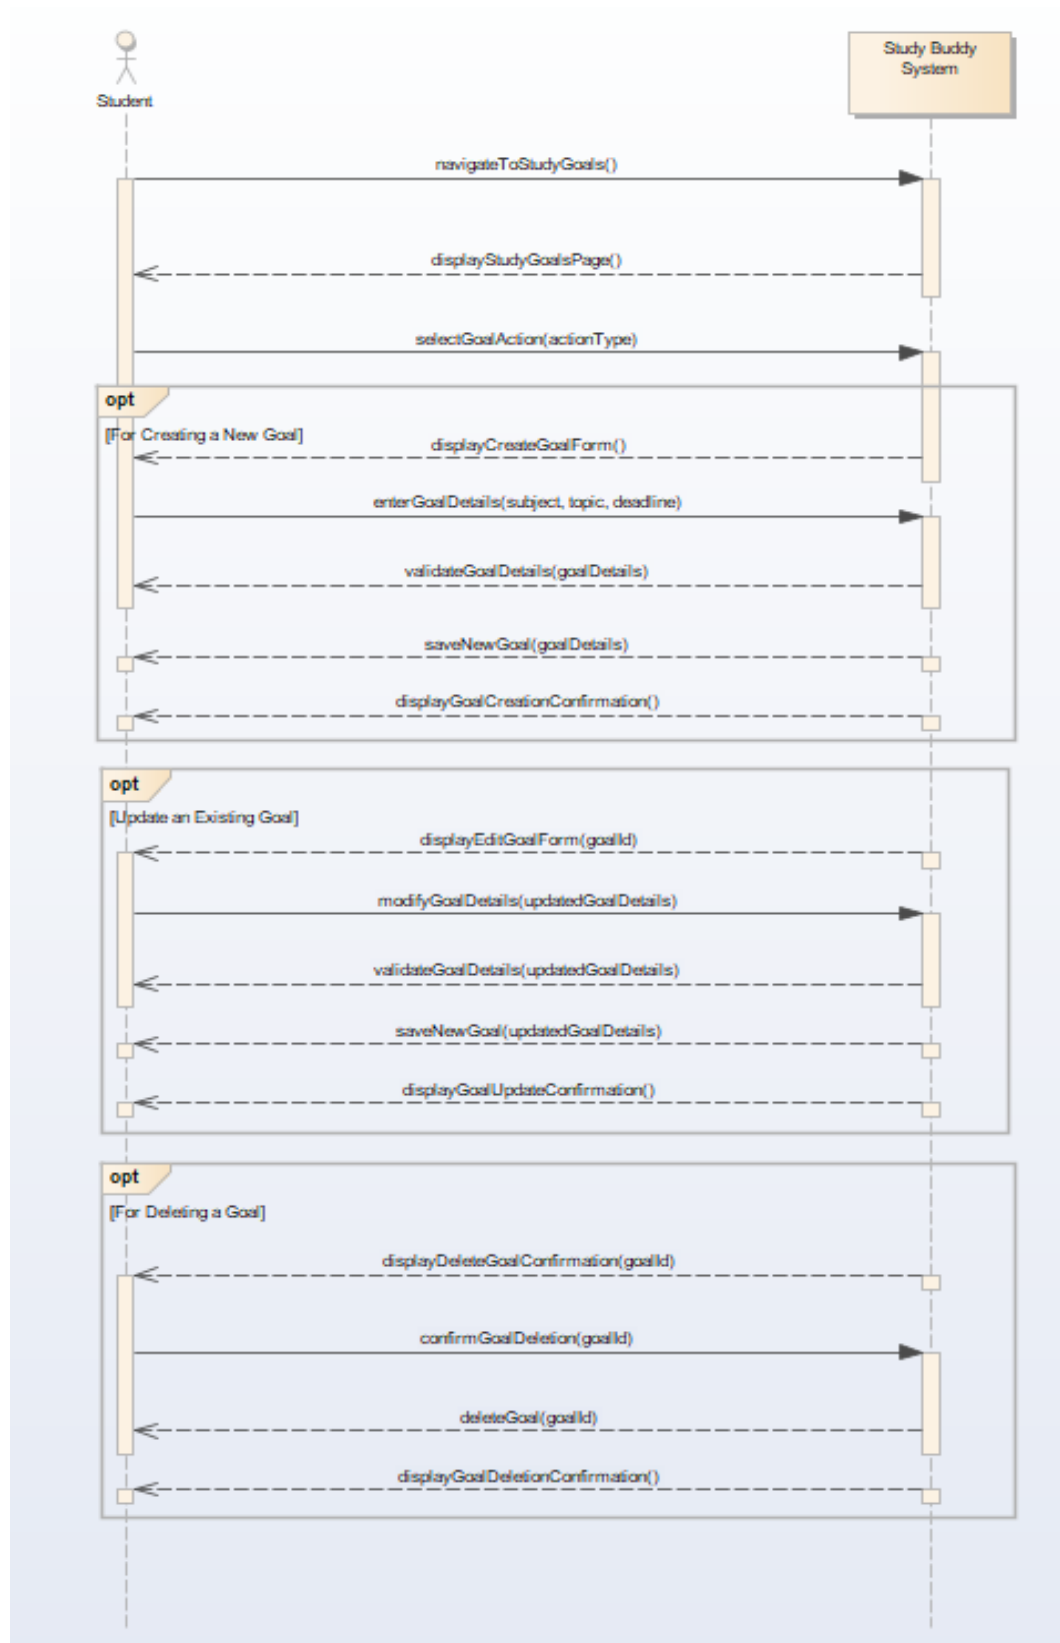 Student
Study Buddy
System
navigateToStudyGoals()
displayStudyGoalsPage()
selectGoalAction(actionType)
opt
[For Creating a New Goal]
displayCreateGoalForm()
enterGoalDetails(subject, topic, deadline)
validateGoalDetails(goalDetails)
saveNewGoal(goalDetails)
displayGoalCreationConfirmation()
opt
[Update an Existing Goal]
displayEditGoalForm(goalId)
modifyGoalDetails(updatedGoalDetails)
validateGoalDetails(updatedGoalDetails)
saveNewGoal(updatedGoalDetails)
displayGoalUpdateConfirmation()
opt
[For Deleting a Goal]
displayDeleteGoalConfirmation(goalId)
confirmGoalDeletion(goalId)
deleteGoal(goalId)
displayGoalDeletionConfirmation()